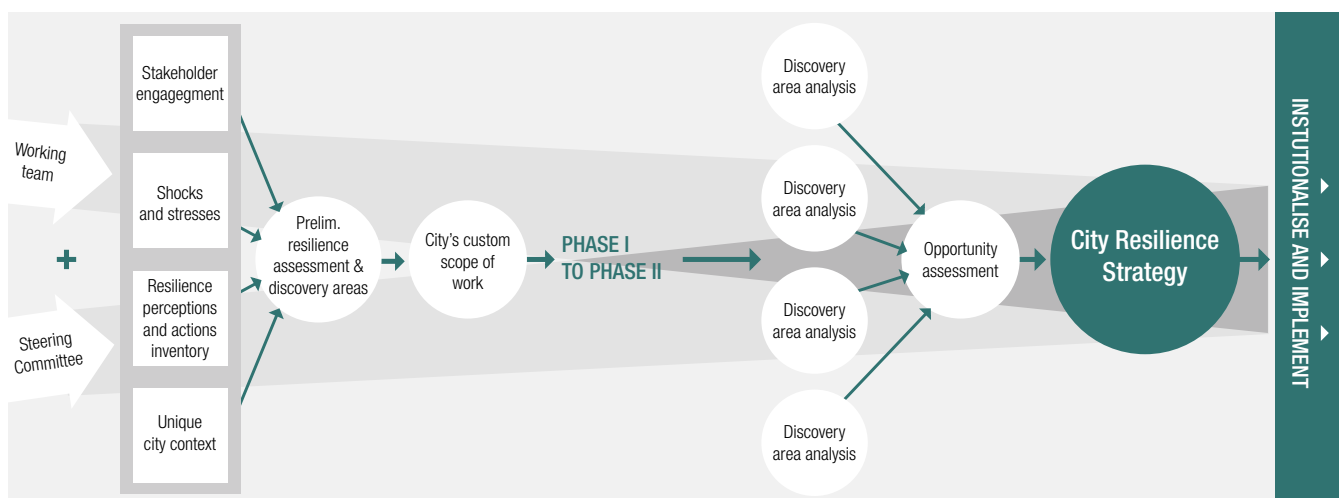 Working
team
+
Steering
Committee
Stakeholder
engagegment
Shocks
and stresses
Resilience
perceptions
and actions
inventory
Unique
city context
Prelim.
resilience
assessment &
discovery areas
City's custom
scope of
work
PHASE I
TO PHASE II
Discovery
area analysis
Discovery
area analysis
Discovery
area analysis
Discovery
area analysis
Opportunity
assessment
City Resilience
Strategy
INSTUTIONALISE AND IMPLEMENT